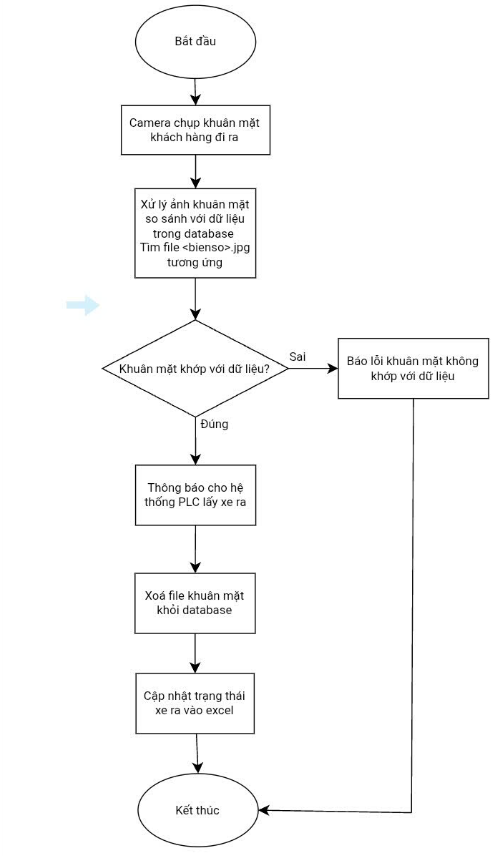 Bắt đầu
Camera chụp khuân mặt
khách hàng đi ra
Xử lý ảnh khuân mặt
so sánh với dữ liệu
trong database
Tìm file <bienso>.jpg
tương ứng
Khuân mặt khớp với dữ liệu?
Sai
Báo lỗi khuân mặt không
khớp với dữ liệu
Đúng
Thông báo cho hệ
thống PLC lấy xe ra
Xoá file khuân mặt
khỏi database
Cập nhật trạng thái
xe ra vào excel
Kết thúc